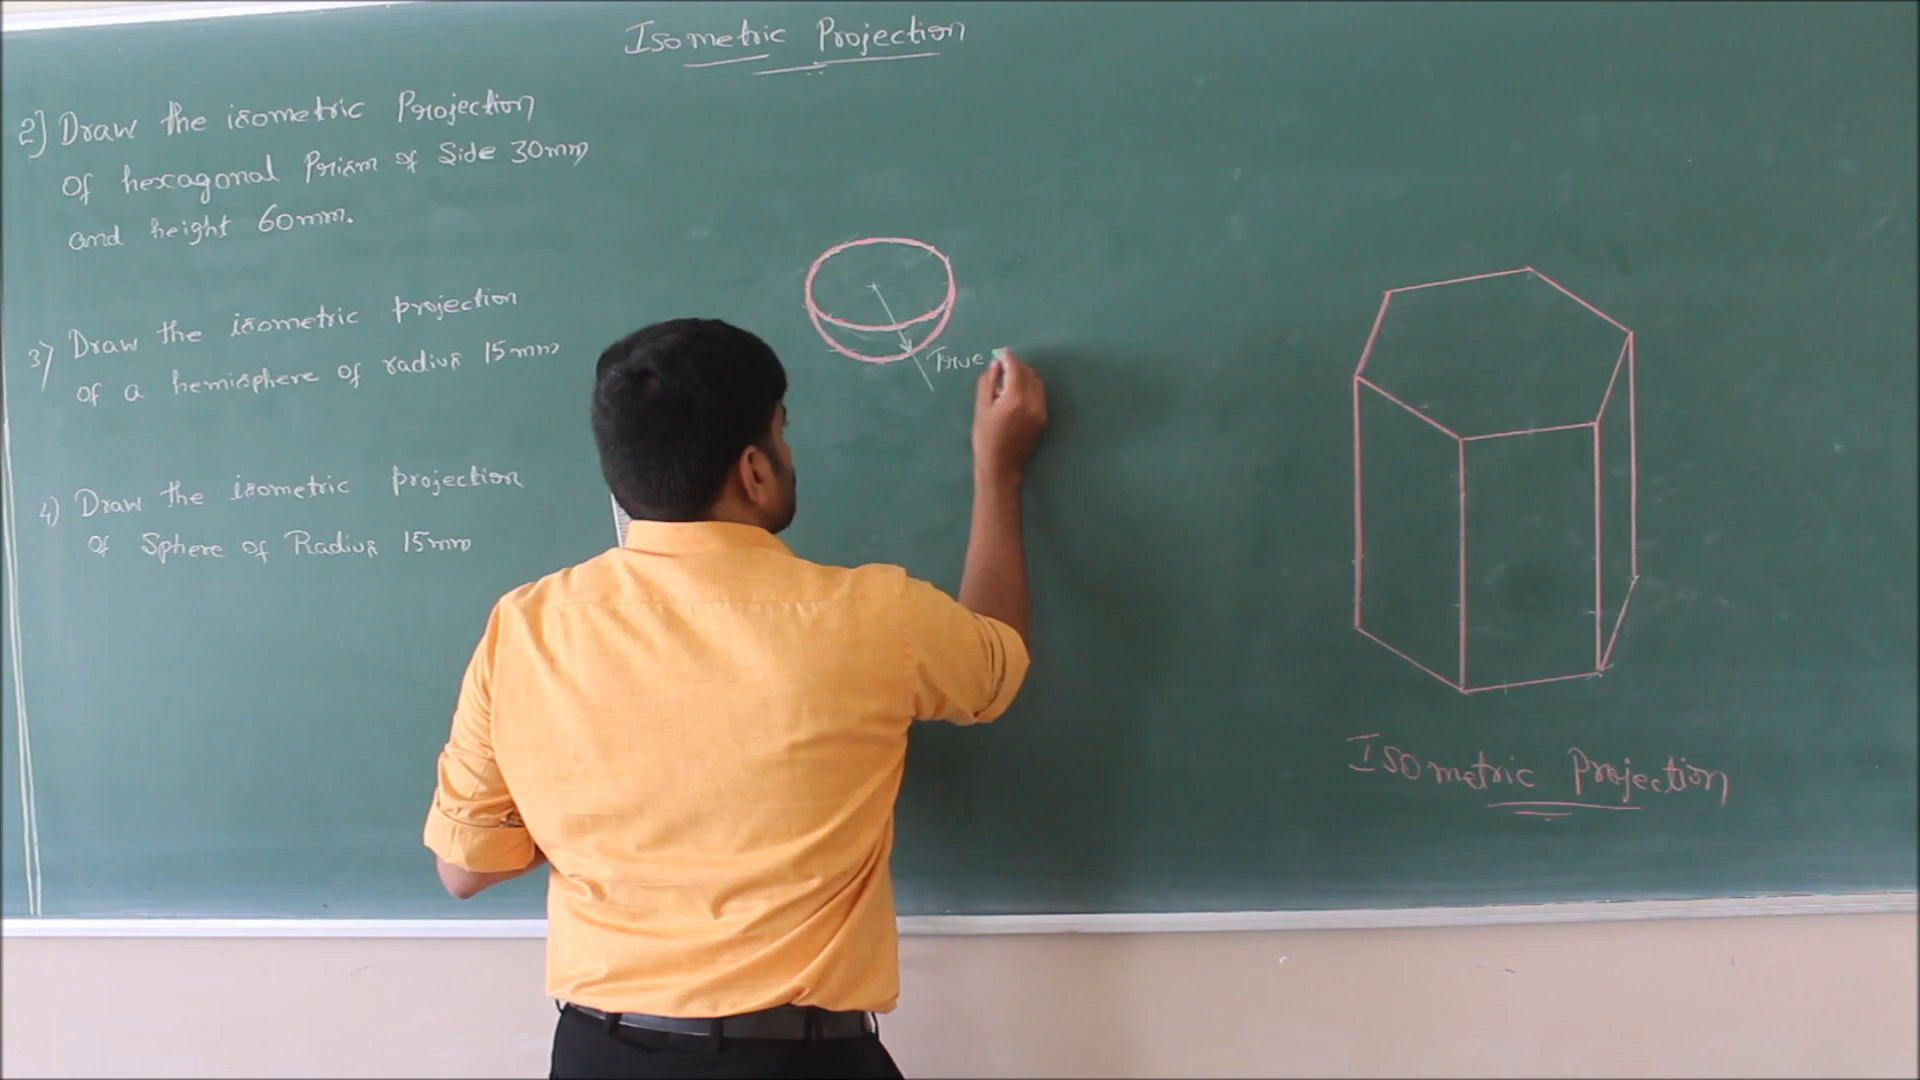 Isometric Projection
2] Draw the isometric Projection
Of hexagonal Prism of Side 30mm
and height 60mm.
3) Draw the isometric projection
of a hemisphere of radius 15mm
4) Draw the isometric projection
Of Sphere of Radius 15mm
True
Isometric Projection